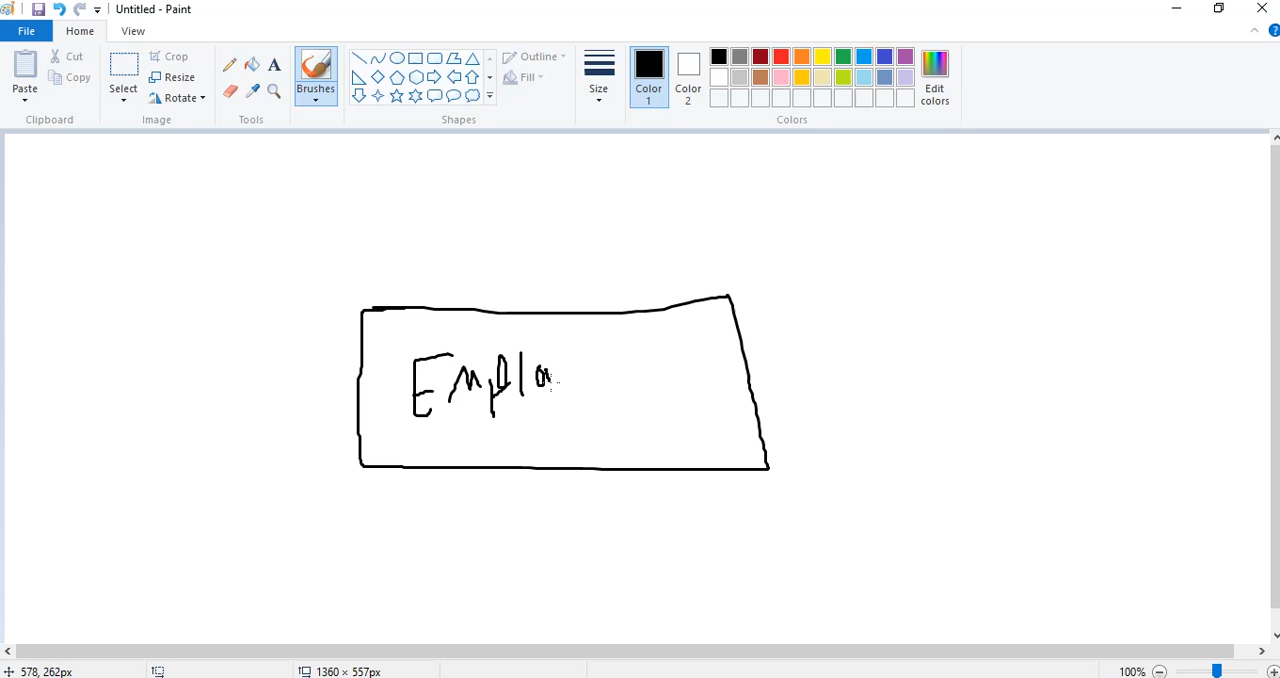 Untitled - Paint
File Home View
Cut
Copy
Paste
Clipboard
Select
Crop
Resize
Rotate
Image
Tools
Brushes
Shapes
Outline
Fill
Size
Color 1
Color 2
Edit colors
Colors
Emplo
578, 262px
1360 × 557px
100%